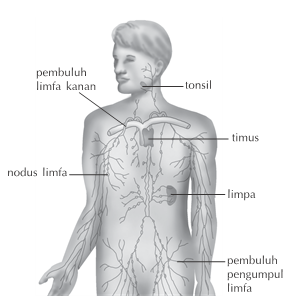 pembuluh
limfa kanan
tonsil
timus
nodus limfa
limpa
pembuluh
pengumpul
limfa